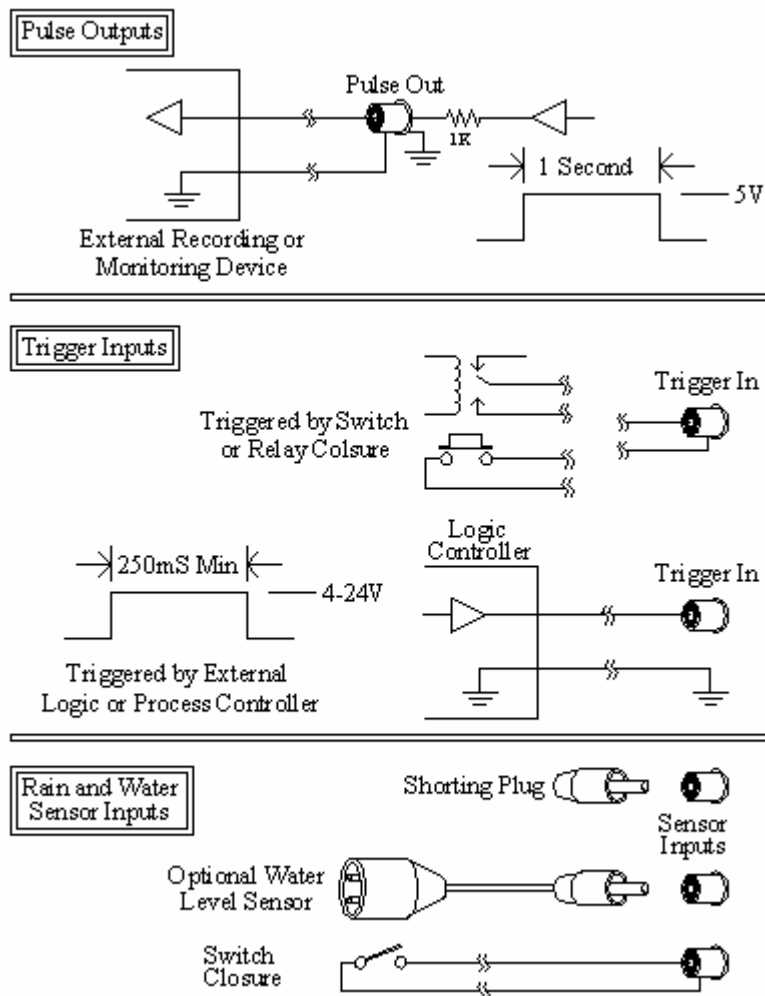 Pulse Outputs
Pulse Out
1K
1 Second
5V
External Recording or
Monitoring Device
Trigger Inputs
Trigger In
Triggered by Switch
or Relay Colsure
Logic
Controller
250mS Min
4-24V
Trigger In
Triggered by External
Logic or Process Controller
Rain and Water
Sensor Inputs
Shorting Plug
Sensor
Inputs
Optional Water
Level Sensor
Switch
Closure